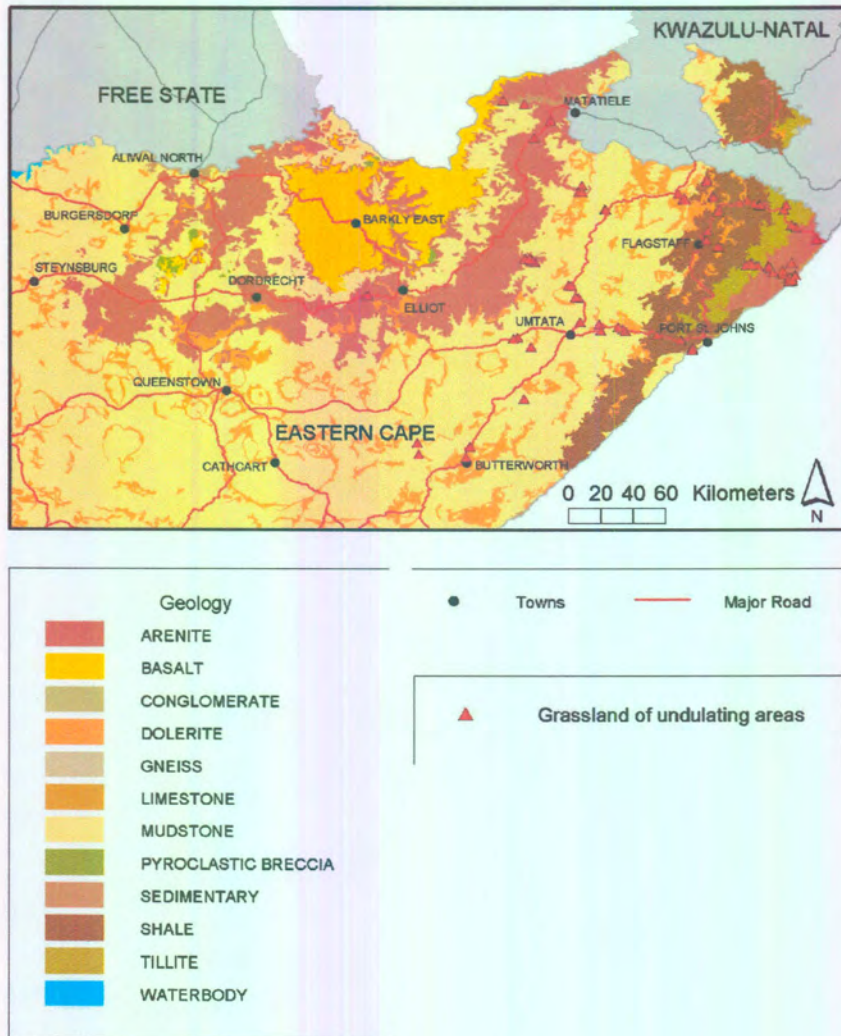 KWAZULU-NATAL
FREE STATE
MATATIELE
ALIWAL NORTH
BURGERSDORF
BARKLY EAST
STEYNSBURG
FLAGSTAFF
DORDRECHT
ELLIOT
UMTATA
PORT ST JOHNS
QUEENSTOWN
EASTERN CAPE
CATHCART
BUTTERWORTH
0 20 40 60 Kilometers
N
Geology
ARENITE
BASALT
CONGLOMERATE
DOLERITE
GNEISS
LIMESTONE
MUDSTONE
PYROCLASTIC BRECCIA
SEDIMENTARY
SHALE
TILLITE
WATERBODY
Towns
Major Road
Grassland of undulating areas